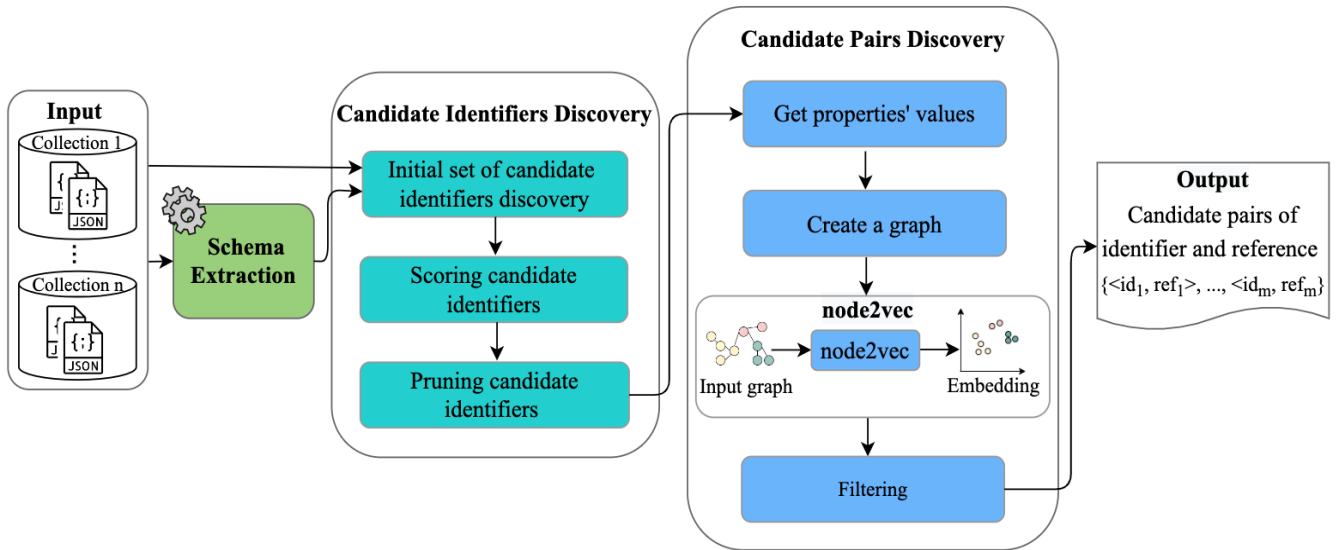 Input
Collection 1
{
{;}
J
JSON
Collection n
{
{;}
J
JSON
Schema
Extraction
Candidate Identifiers Discovery
Initial set of candidate
identifiers discovery
Scoring candidate
identifiers
Pruning candidate
identifiers
Candidate Pairs Discovery
Get properties' values
Create a graph
node2vec
node2vec
Input graph
Embedding
Filtering
Output
Candidate pairs of
identifier and reference
{<id₁, ref₁>, ..., <idₘ, refₘ>}